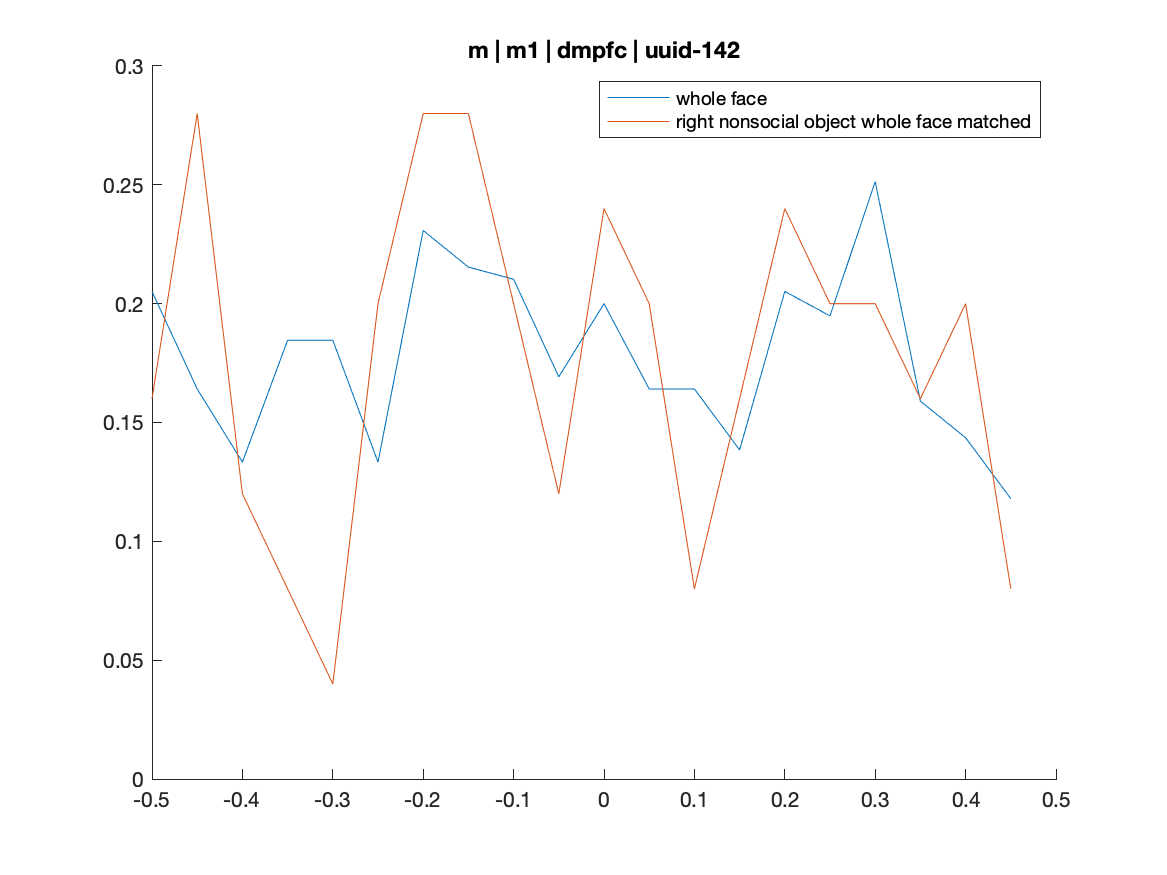 m | m1 | dmpfc | uuid-142
whole face
right nonsocial object whole face matched
0.3
0.25
0.2
0.15
0.1
0.05
0
-0.5 -0.4 -0.3 -0.2 -0.1 0 0.1 0.2 0.3 0.4 0.5